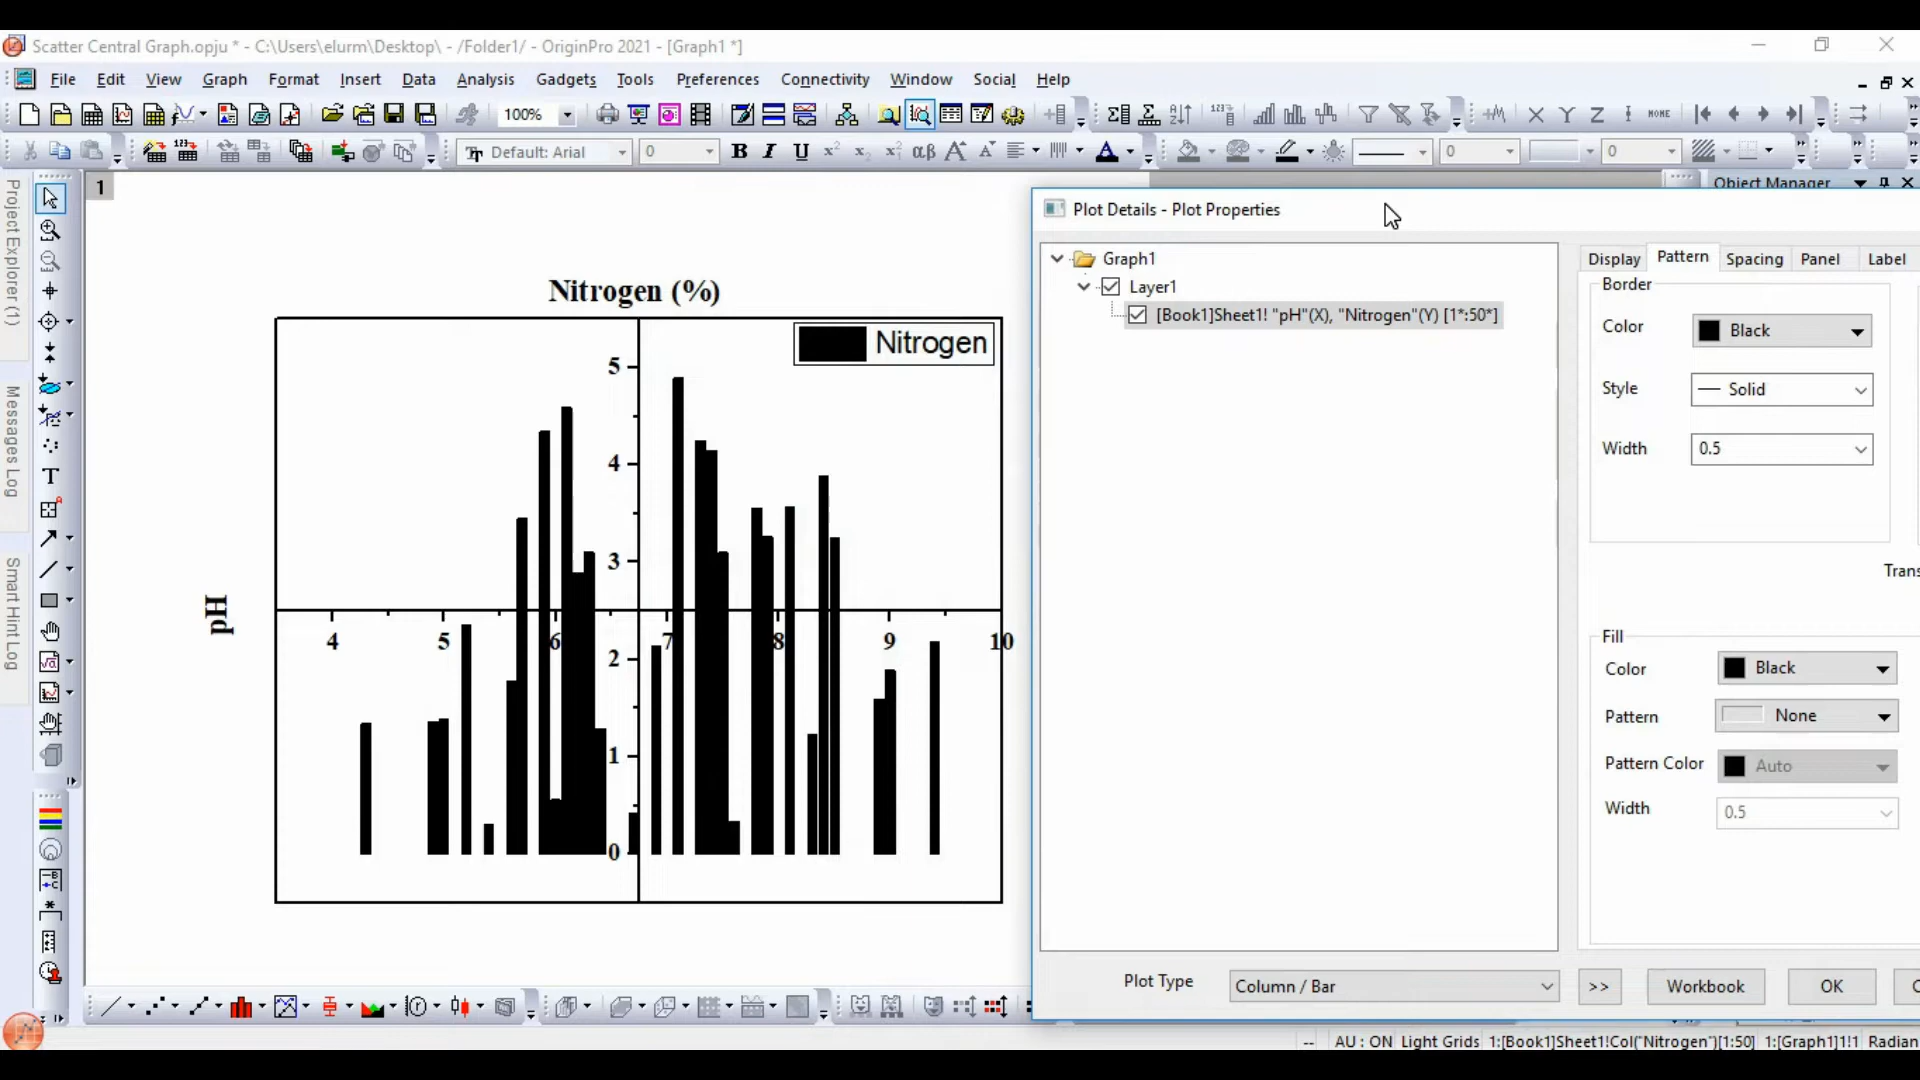 Scatter Central Graph.opju * - C:\Users\elurm\Desktop\ - /Folder1/ - OriginPro 2021 - [Graph1 *]
File Edit View Graph Format Insert Data Analysis Gadgets Tools Preferences Connectivity Window Social Help
100%
X Y Z HOME
Default: Arial 0 B I U αβ A A A 0 0
Project Explorer (1)
Messages Log
Smart Hint Log
1
Object Manager
Nitrogen (%)
Nitrogen
5
4
3
2
1
0
pH
4 5 6 7 8 9 10
Plot Details - Plot Properties
Graph1
Layer1
[Book1]Sheet1! "pH"(X), "Nitrogen"(Y) [1*:50*]
Display Pattern Spacing Panel Label
Border
Color Black
Style Solid
Width 0.5
Trans
Fill
Color Black
Pattern None
Pattern Color Auto
Width 0.5
Plot Type Column / Bar >> Workbook OK C
-- AU : ON Light Grids 1:[Book1]Sheet1!Col("Nitrogen")[1:50] 1:[Graph1]1!1 Radian